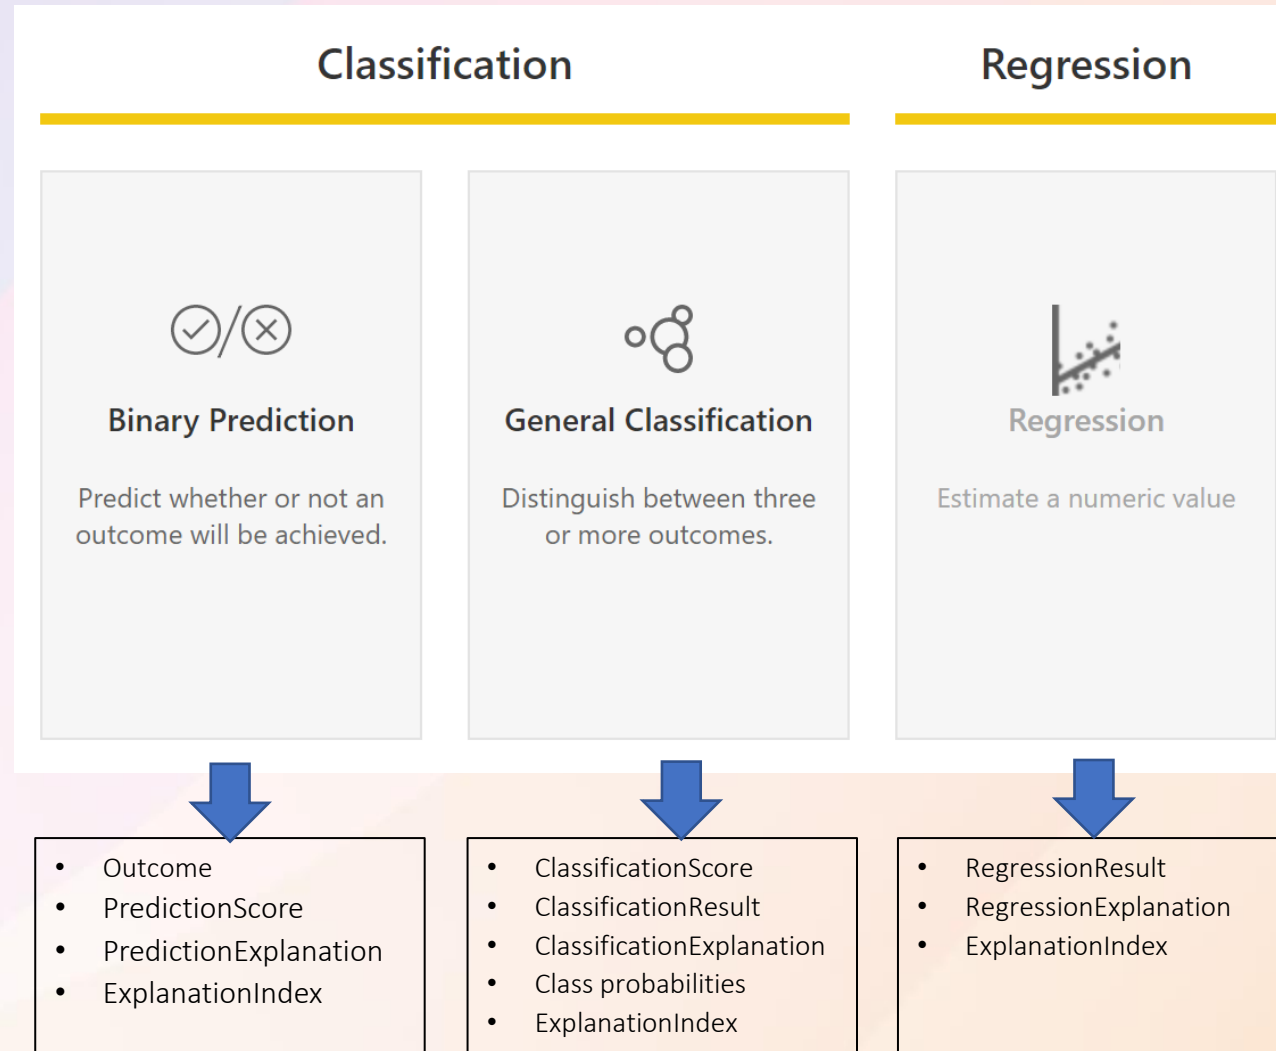 Classification
Regression
Binary Prediction
Predict whether or not an
outcome will be achieved.
General Classification
Distinguish between three
or more outcomes.
Regression
Estimate a numeric value
• Outcome
• PredictionScore
• PredictionExplanation
• ExplanationIndex
• ClassificationScore
• ClassificationResult
• ClassificationExplanation
• Class probabilities
• ExplanationIndex
• RegressionResult
• RegressionExplanation
• ExplanationIndex